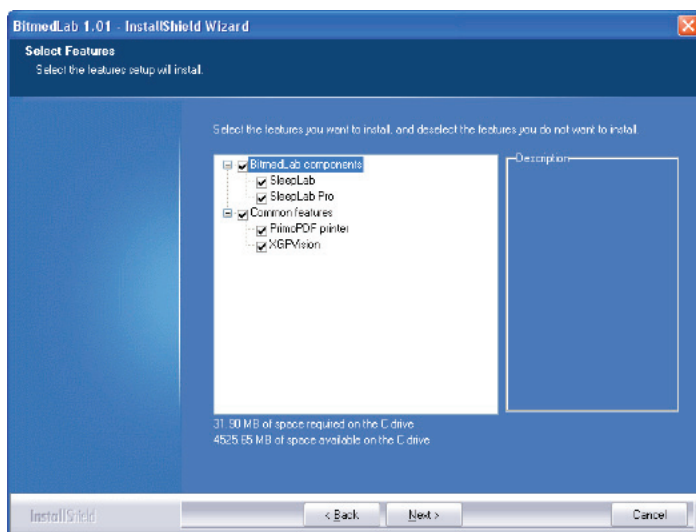 BitmedLab 1.01 - InstallShield Wizard
Select Features
Select the features setup will install.
Select the features you want to install, and deselect the features you do not want to install.
BitmedLab components
SleepLab
SleepLab Pro
Common features
PrimoPDF printer
XGPVision
Description
31.90 MB of space required on the C drive
4525.65 MB of space available on the C drive
InstallShield
< Back
Next >
Cancel